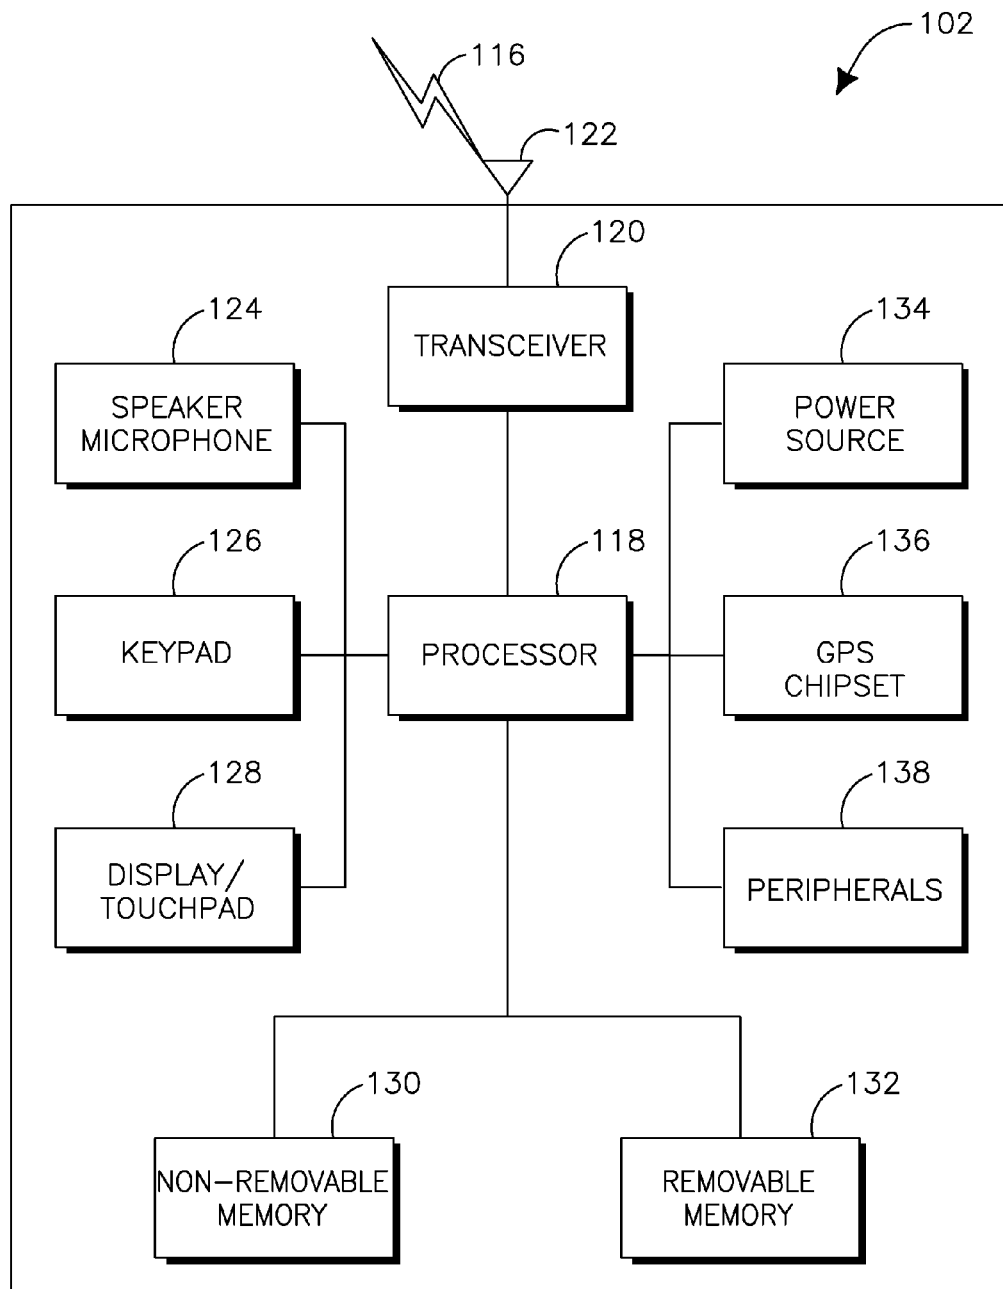 102
116
122
120
TRANSCEIVER
124
SPEAKER
MICROPHONE
134
POWER
SOURCE
126
KEYPAD
118
PROCESSOR
136
GPS
CHIPSET
128
DISPLAY/
TOUCHPAD
138
PERIPHERALS
130
NON-REMOVABLE
MEMORY
132
REMOVABLE
MEMORY